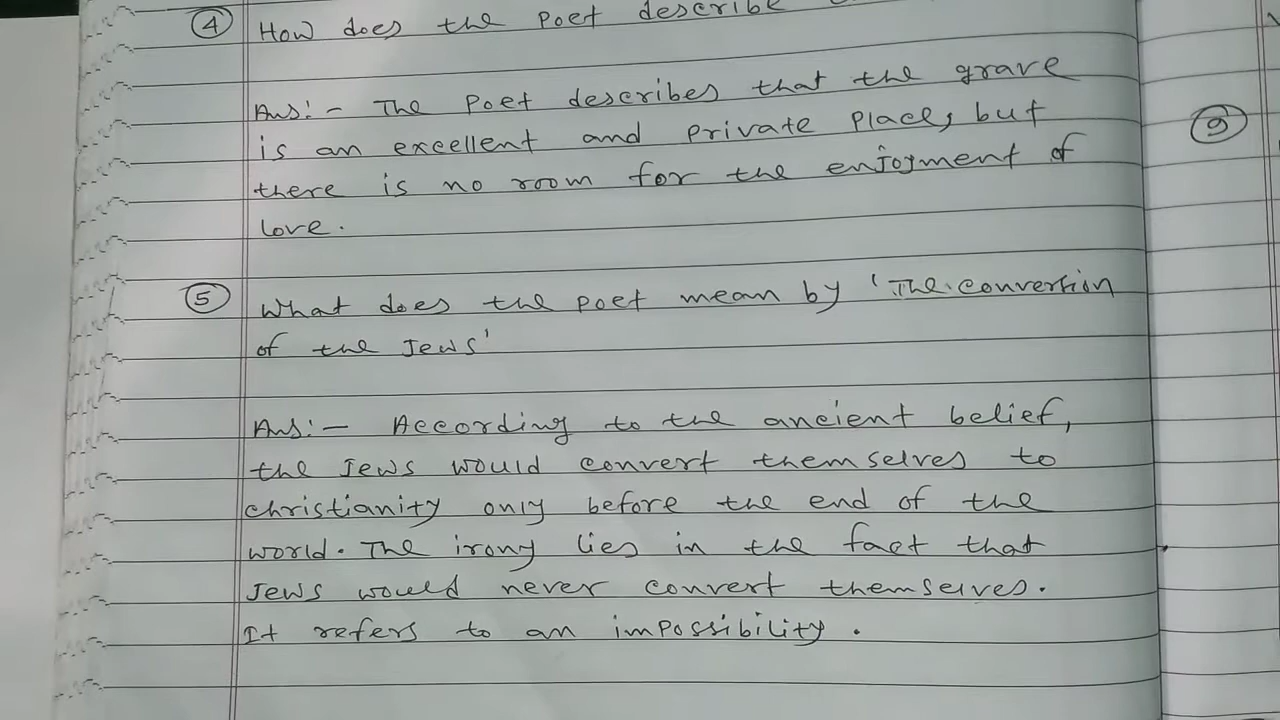 ④ How does the Poet describe
Ans:- The Poet describes that the grave
is an excellent and private place, but
there is no room for the enjoyment of
love.
⑤ What does the Poet mean by 'The convertion
of the Jews'
Ans:- According to the ancient belief,
the Jews would convert themselves to
christianity only before the end of the
world. The irony lies in the fact that
Jews would never convert themselves.
It refers to an impossibility.
⑨